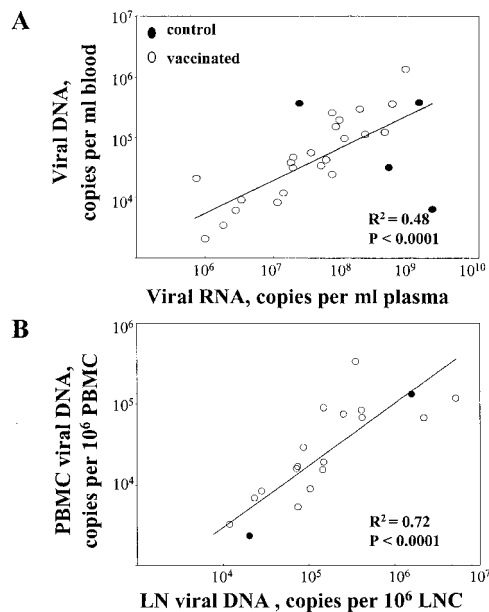 A
● control
○ vaccinated
Viral DNA,
copies per ml blood
10⁶
10⁵
10⁴
R² = 0.48
P < 0.0001
10⁶ 10⁷ 10⁸ 10⁹ 10¹⁰
Viral RNA, copies per ml plasma
B
PBMC viral DNA,
copies per 10⁶ PBMC
10⁶
10⁵
10⁴
R² = 0.72
P < 0.0001
10⁴ 10⁵ 10⁶ 10⁷
LN viral DNA , copies per 10⁶ LNC